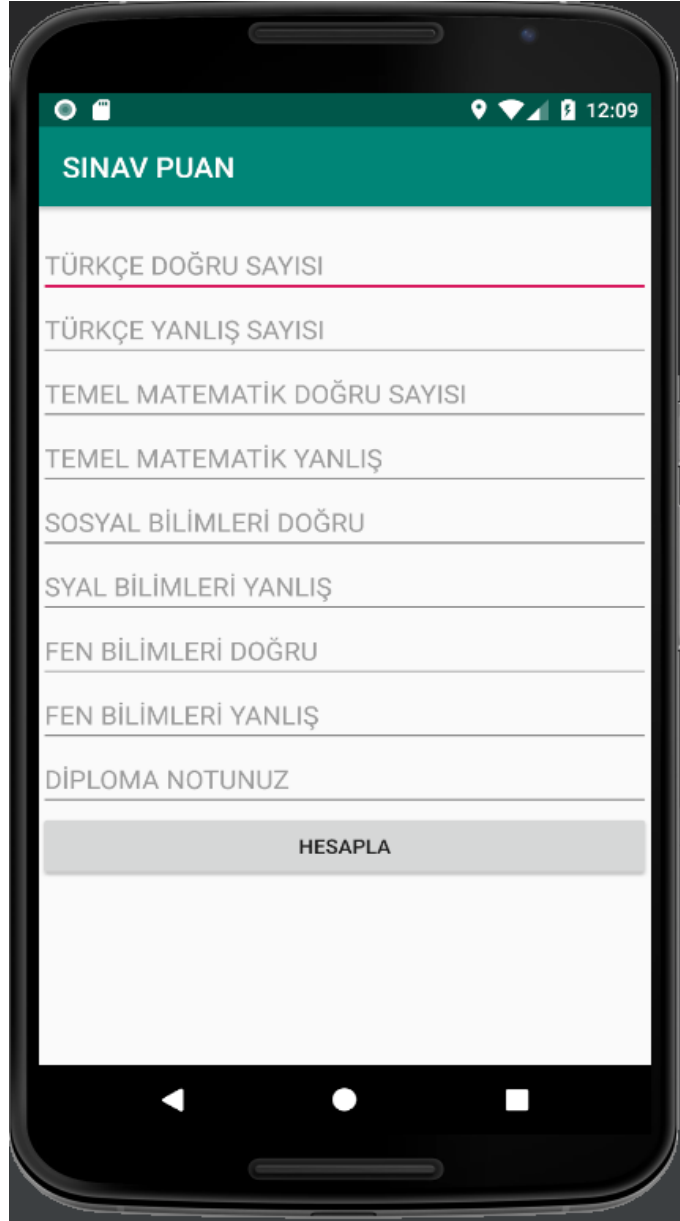 12:09
SINAV PUAN
TÜRKÇE DOĞRU SAYISI
TÜRKÇE YANLIŞ SAYISI
TEMEL MATEMATİK DOĞRU SAYISI
TEMEL MATEMATİK YANLIŞ
SOSYAL BİLİMLERİ DOĞRU
SYAL BİLİMLERİ YANLIŞ
FEN BİLİMLERİ DOĞRU
FEN BİLİMLERİ YANLIŞ
DİPLOMA NOTUNUZ
HESAPLA